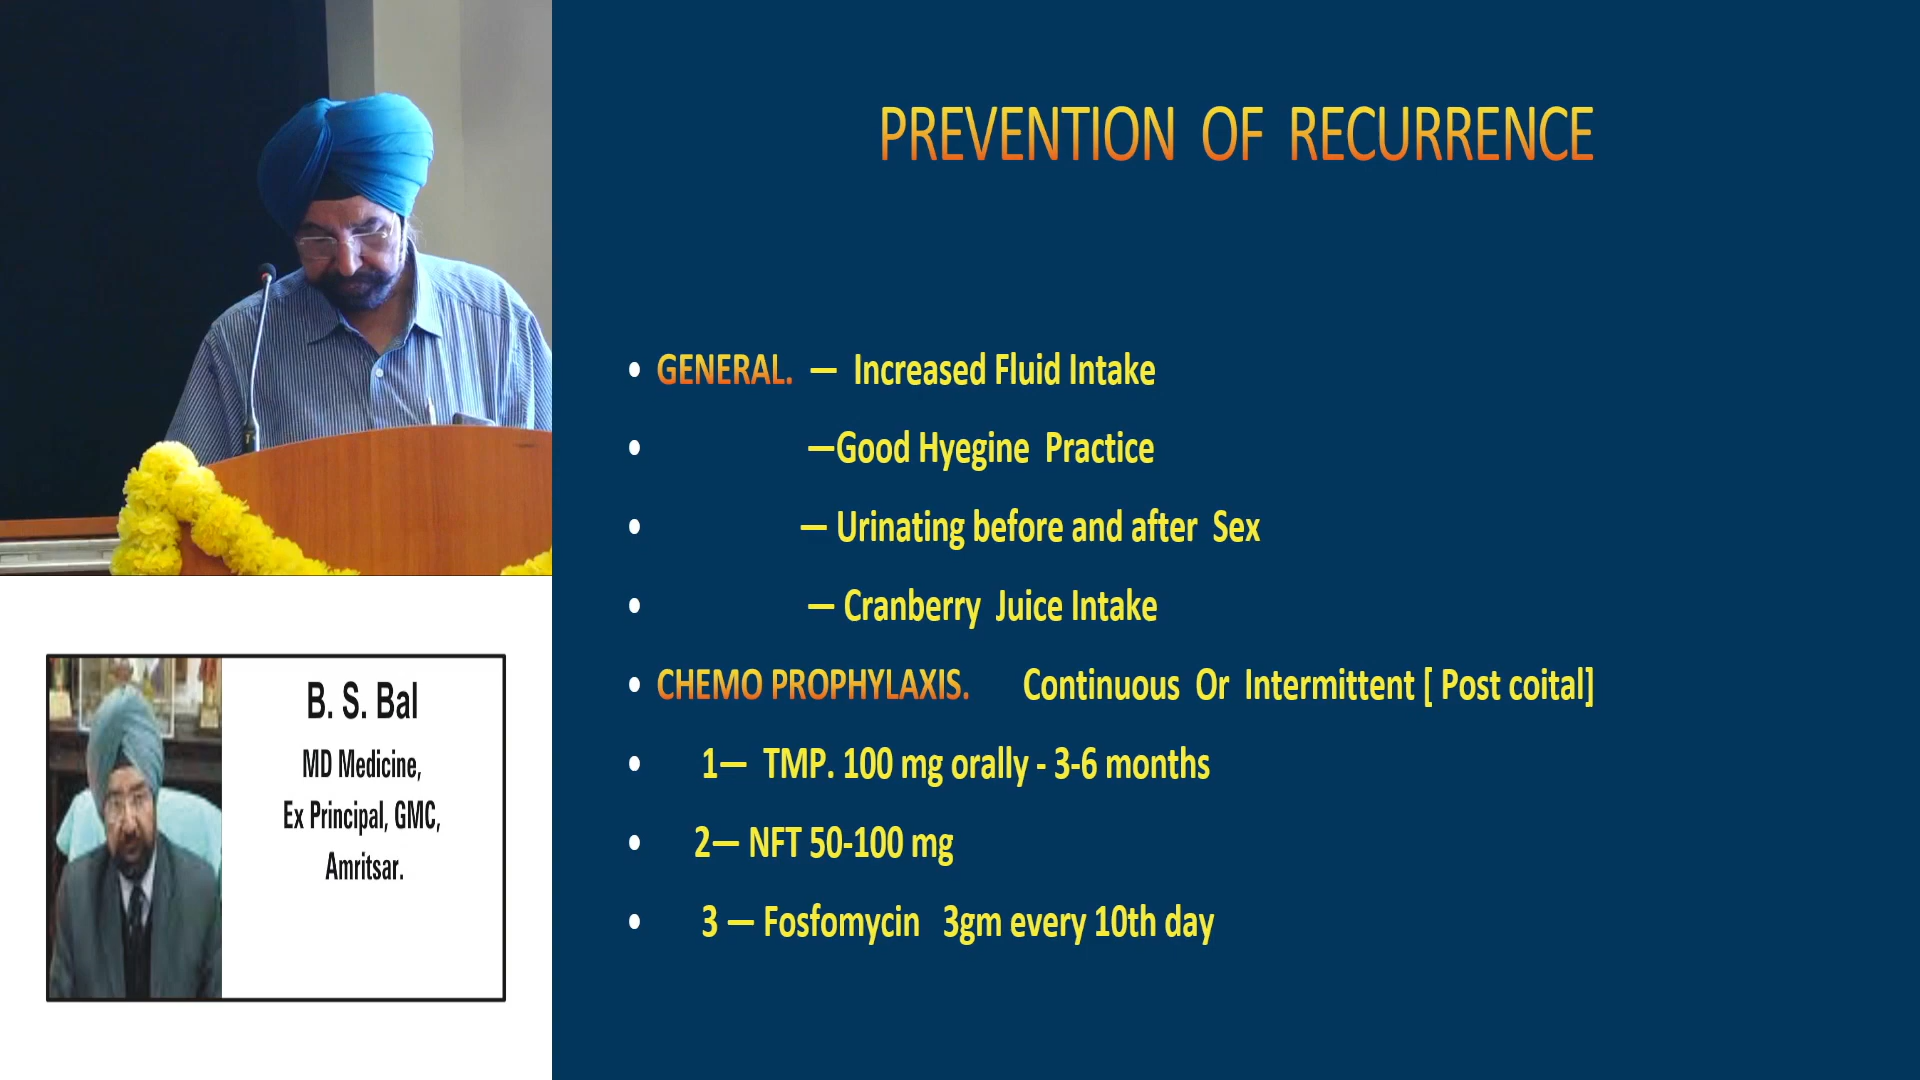 PREVENTION OF RECURRENCE
• GENERAL. — Increased Fluid Intake
• —Good Hyegine Practice
• — Urinating before and after Sex
• — Cranberry Juice Intake
• CHEMO PROPHYLAXIS. Continuous Or Intermittent [ Post coital]
• 1— TMP. 100 mg orally - 3-6 months
• 2— NFT 50-100 mg
• 3 — Fosfomycin 3gm every 10th day
B. S. Bal
MD Medicine,
Ex Principal, GMC,
Amritsar.